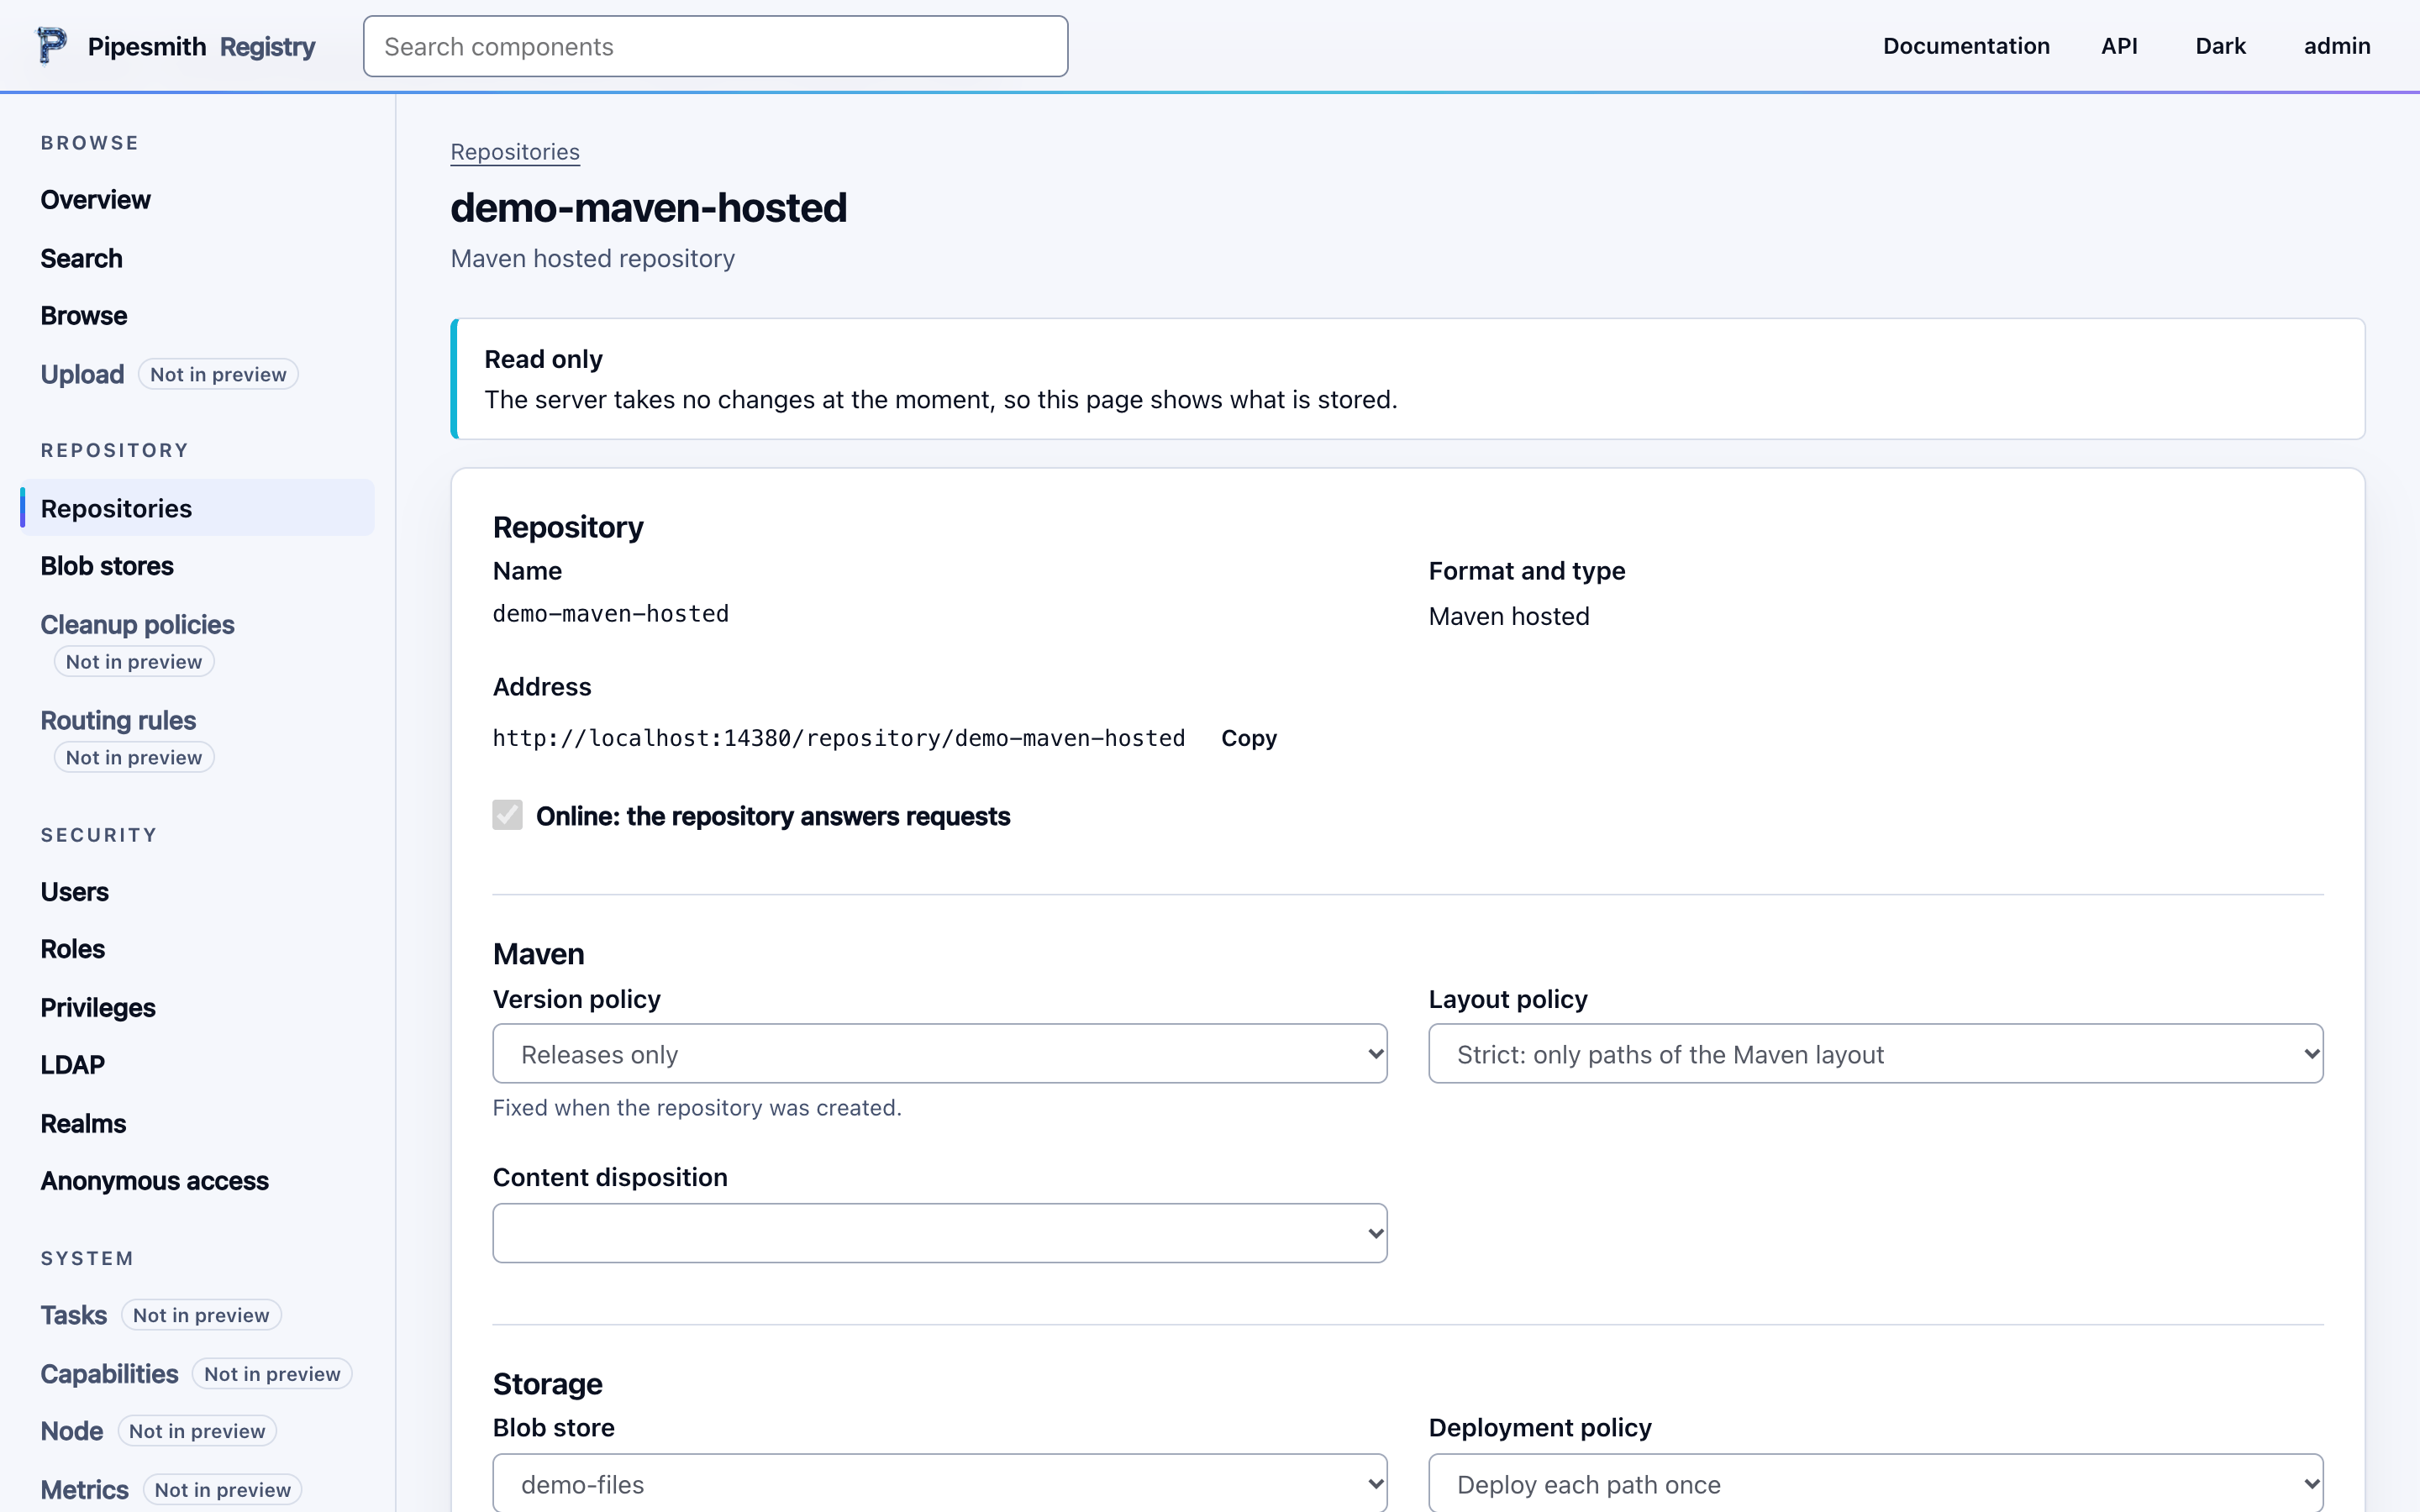 Pipesmith Registry
Search components
Documentation
API
Dark
admin
BROWSE
Overview
Search
Browse
Upload Not in preview
REPOSITORY
Repositories
Blob stores
Cleanup policies
Not in preview
Routing rules
Not in preview
SECURITY
Users
Roles
Privileges
LDAP
Realms
Anonymous access
SYSTEM
Tasks Not in preview
Capabilities Not in preview
Node Not in preview
Metrics Not in preview
Repositories
demo-maven-hosted
Maven hosted repository
Read only
The server takes no changes at the moment, so this page shows what is stored.
Repository
Name
demo-maven-hosted
Format and type
Maven hosted
Address
http://localhost:14380/repository/demo-maven-hosted Copy
Online: the repository answers requests
Maven
Version policy
Releases only
Fixed when the repository was created.
Layout policy
Strict: only paths of the Maven layout
Content disposition
Storage
Blob store
demo-files
Deployment policy
Deploy each path once